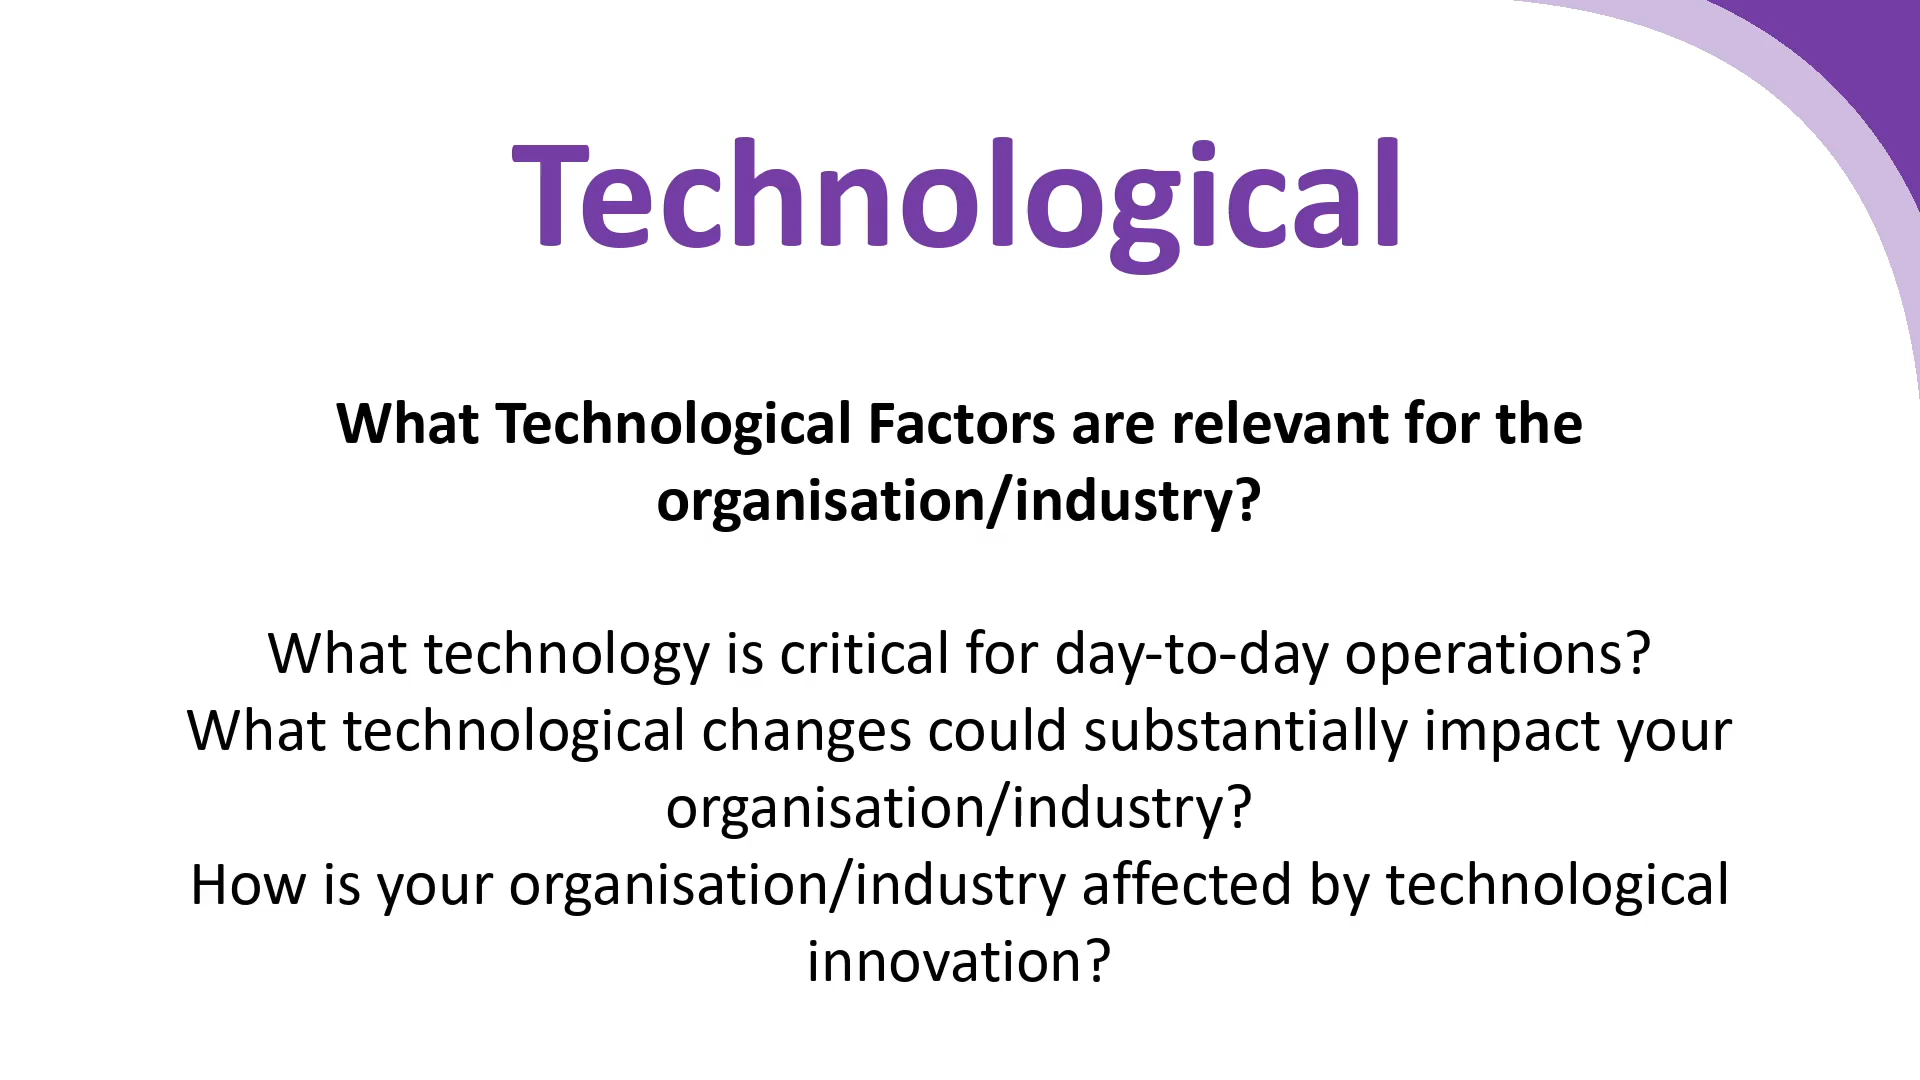 Technological
What Technological Factors are relevant for the
organisation/industry?
What technology is critical for day-to-day operations?
What technological changes could substantially impact your
organisation/industry?
How is your organisation/industry affected by technological
innovation?